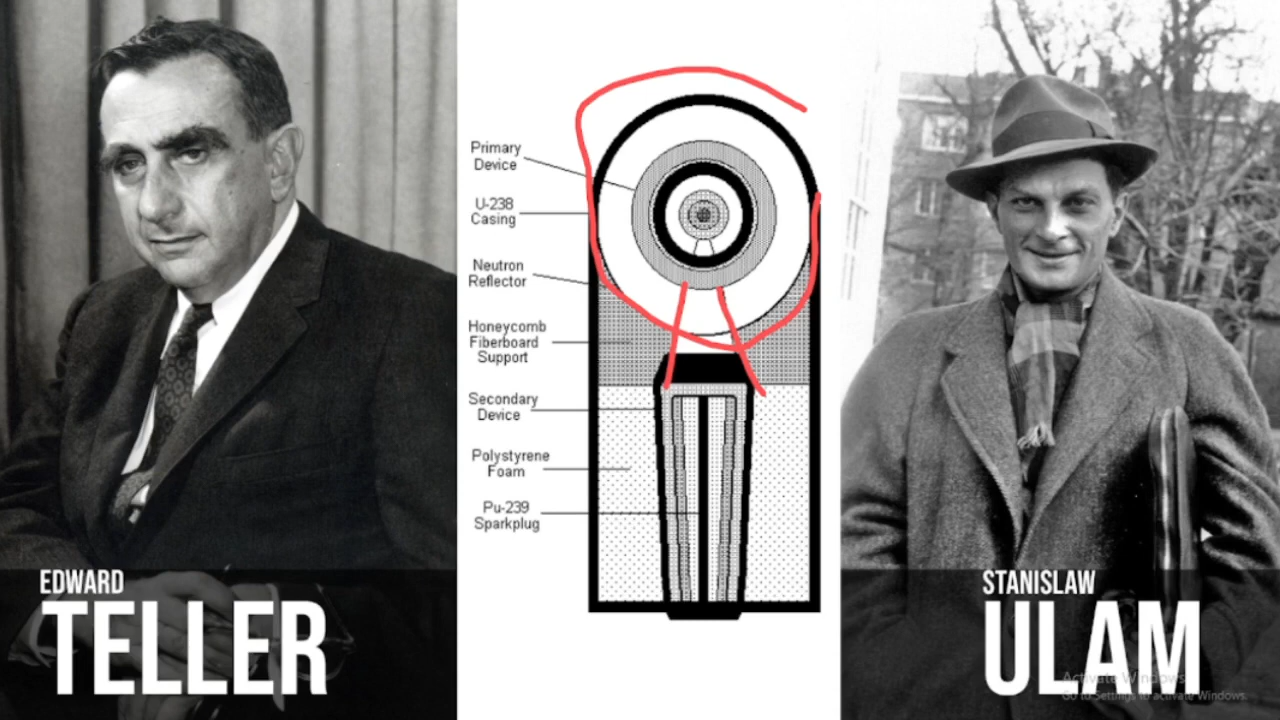 Primary
Device
U-238
Casing
Neutron
Reflector
Honeycomb
Fiberboard
Support
Secondary
Device
Polystyrene
Foam
Pu-239
Sparkplug
EDWARD
TELLER
STANISLAW
ULAM
Activate Windows
Go to Settings to activate Windows.